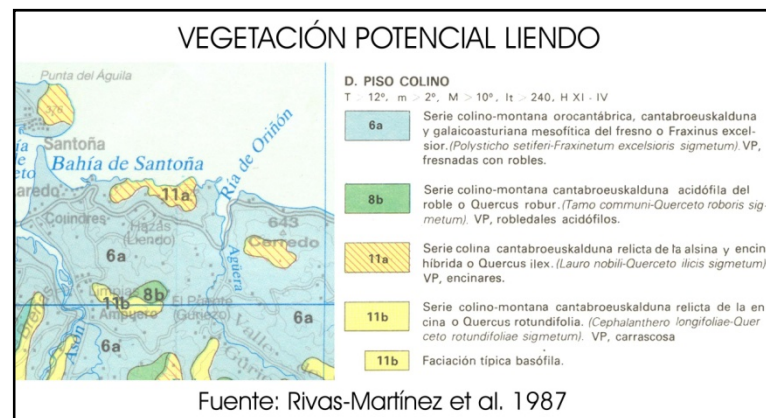 VEGETACIÓN POTENCIAL LIENDO
Punta del Águila
Santoña
Bahía de Santoña
Ría de Oriñón
11a
Colindres
Hazas
(Liendo)
643
Cerredo
6a
Agüera
Limpias
8b
11b
Ampuero
El Puente
(Guriezo)
6a
Asón
6a
Valle de
D. PISO COLINO
T > 12º, m > 2º, M > 10º, It > 240, H XI - IV
6a
Serie colino-montana orocantábrica, cantabroeuskalduna
y galaicoasturiana mesofítica del fresno o Fraxinus excel-
sior. (Polysticho setiferi-Fraxinetum excelsioris sigmetum). VP,
fresnadas con robles.
8b
Serie colino-montana cantabroeuskalduna acidófila del
roble o Quercus robur. (Tamo communi-Querceto roboris sig-
metum). VP, robledales acidófilos.
11a
Serie colina cantabroeuskalduna relicta de la alsina y encin
híbrida o Quercus ilex. (Lauro nobili-Querceto ilicis sigmetum)
VP, encinares.
11b
Serie colino-montana cantabroeuskalduna relicta de la en
cina o Quercus rotundifolia. (Cephalanthero longifoliae-Quer
ceto rotundifoliae sigmetum). VP, carrascosa
11b
Faciación típica basófila.
Fuente: Rivas-Martínez et al. 1987